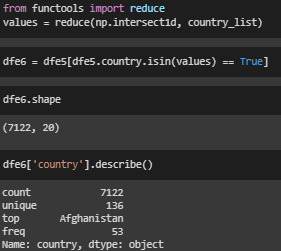 from functools import reduce
values = reduce(np.intersect1d, country_list)
dfe6 = dfe5[dfe5.country.isin(values) == True]
dfe6.shape
(7122, 20)
dfe6['country'].describe()
count 7122
unique 136
top Afghanistan
freq 53
Name: country, dtype: object